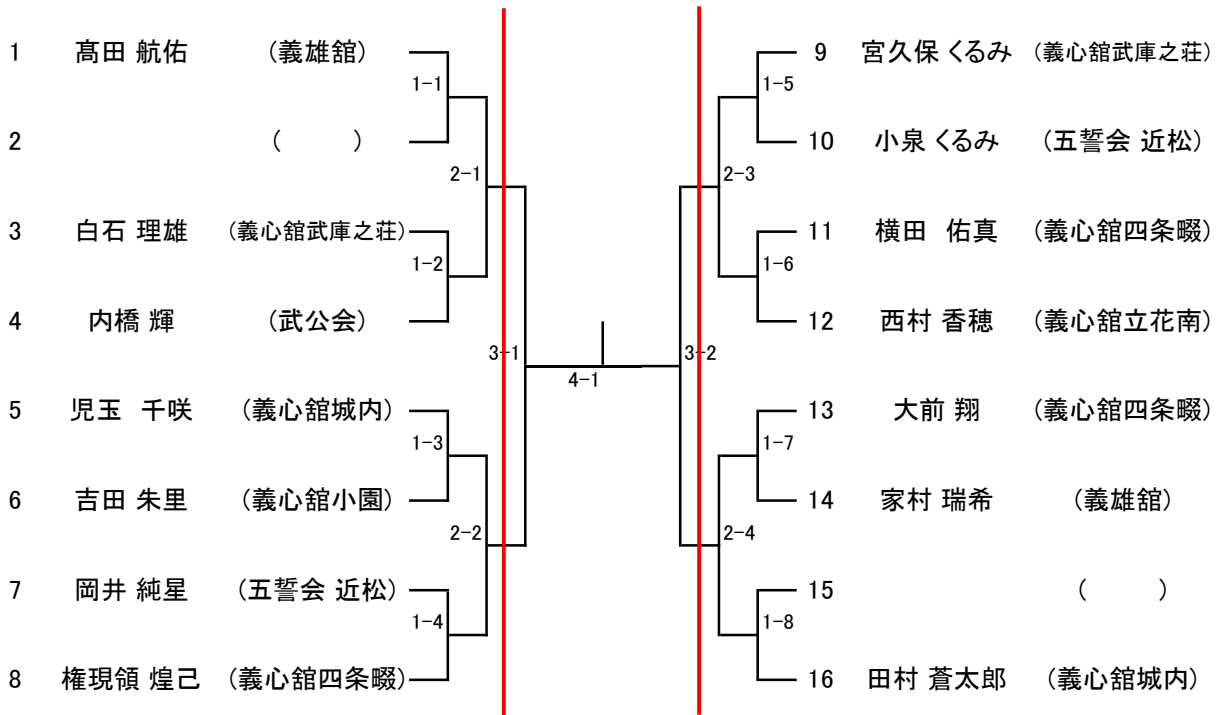 1 髙田 航佑 (義雄舘)
1-1
2 ( )
2-1
3 白石 理雄 (義心舘武庫之荘)
1-2
4 内橋 輝 (武公会)
3-1
5 児玉 千咲 (義心舘城内)
1-3
6 吉田 朱里 (義心舘小園)
2-2
7 岡井 純星 (五誓会 近松)
1-4
8 権現領 煌己 (義心舘四条畷)
4-1
9 宮久保 くるみ (義心舘武庫之荘)
1-5
10 小泉 くるみ (五誓会 近松)
2-3
11 横田 佑真 (義心舘四条畷)
1-6
12 西村 香穂 (義心舘立花南)
3-2
13 大前 翔 (義心舘四条畷)
1-7
14 家村 瑞希 (義雄舘)
2-4
15 ( )
1-8
16 田村 蒼太郎 (義心舘城内)